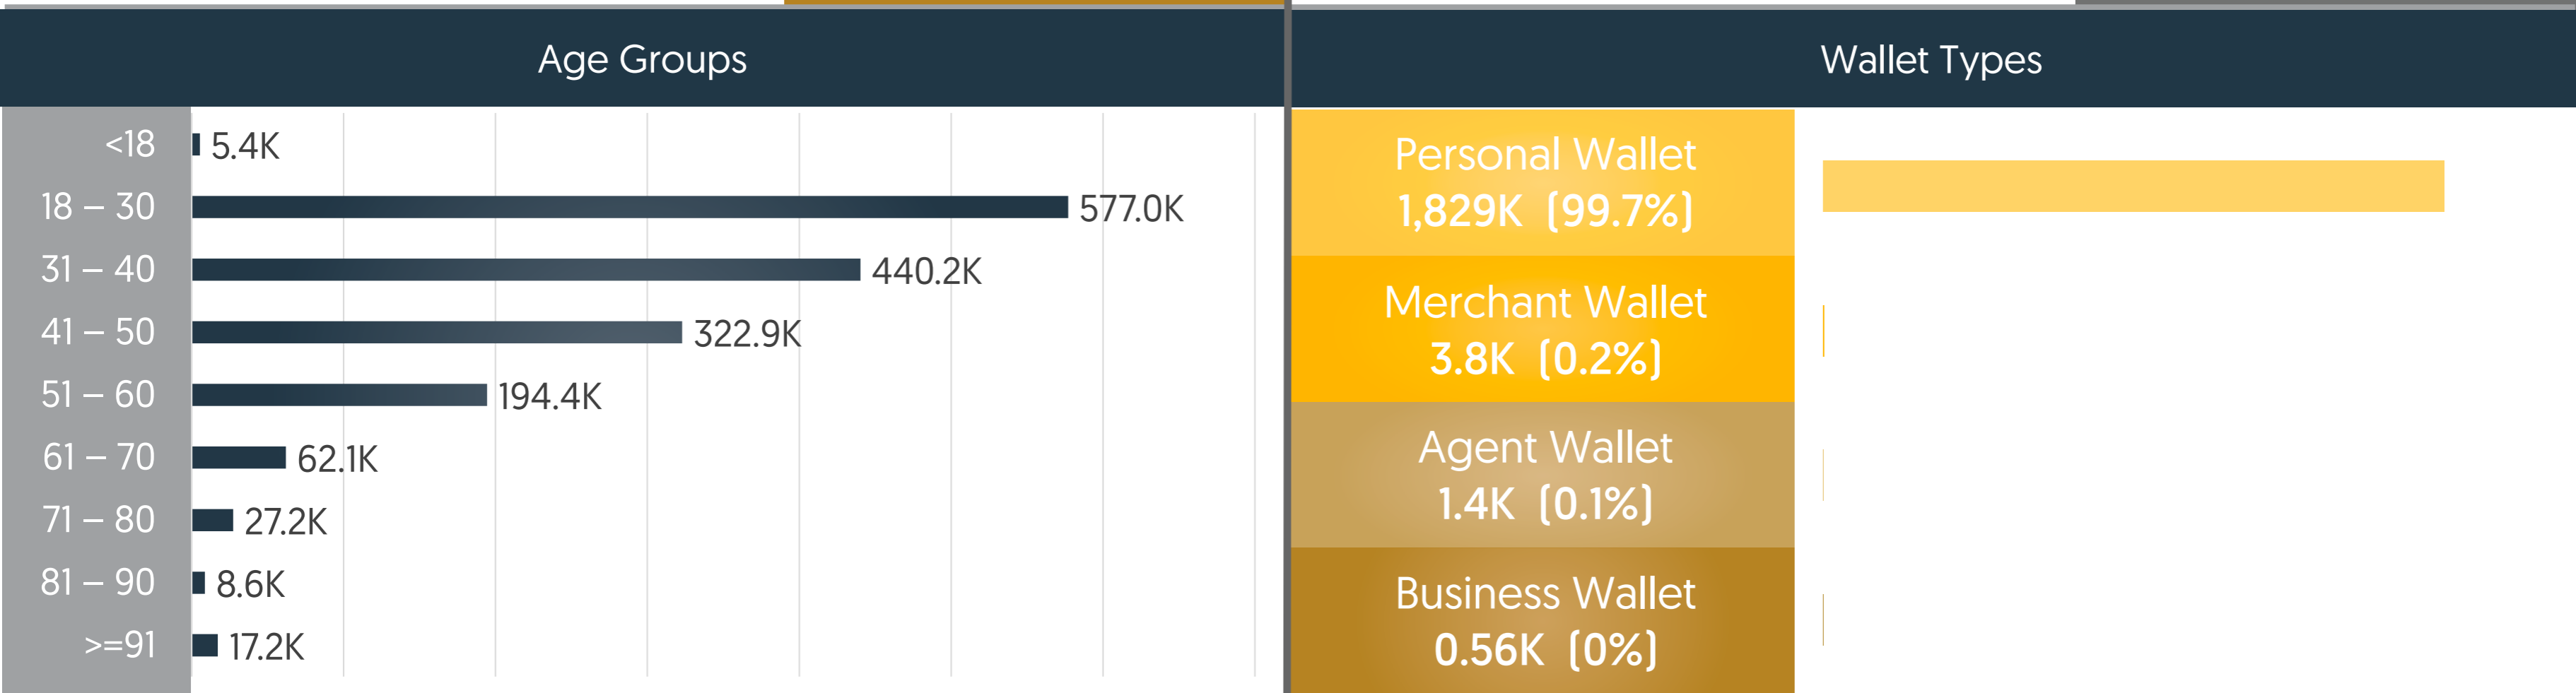 Age Groups
<18 5.4K
18 – 30 577.0K
31 – 40 440.2K
41 – 50 322.9K
51 – 60 194.4K
61 – 70 62.1K
71 – 80 27.2K
81 – 90 8.6K
>=91 17.2K
Wallet Types
Personal Wallet
1,829K (99.7%)
Merchant Wallet
3.8K (0.2%)
Agent Wallet
1.4K (0.1%)
Business Wallet
0.56K (0%)